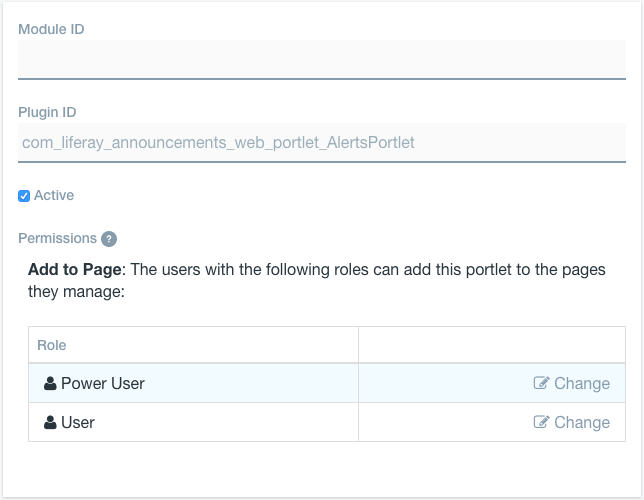 Module ID
Plugin ID
com_liferay_announcements_web_portlet_AlertsPortlet
Active
Permissions ?
Add to Page: The users with the following roles can add this portlet to the pages
they manage:
Role
Power User Change
User Change